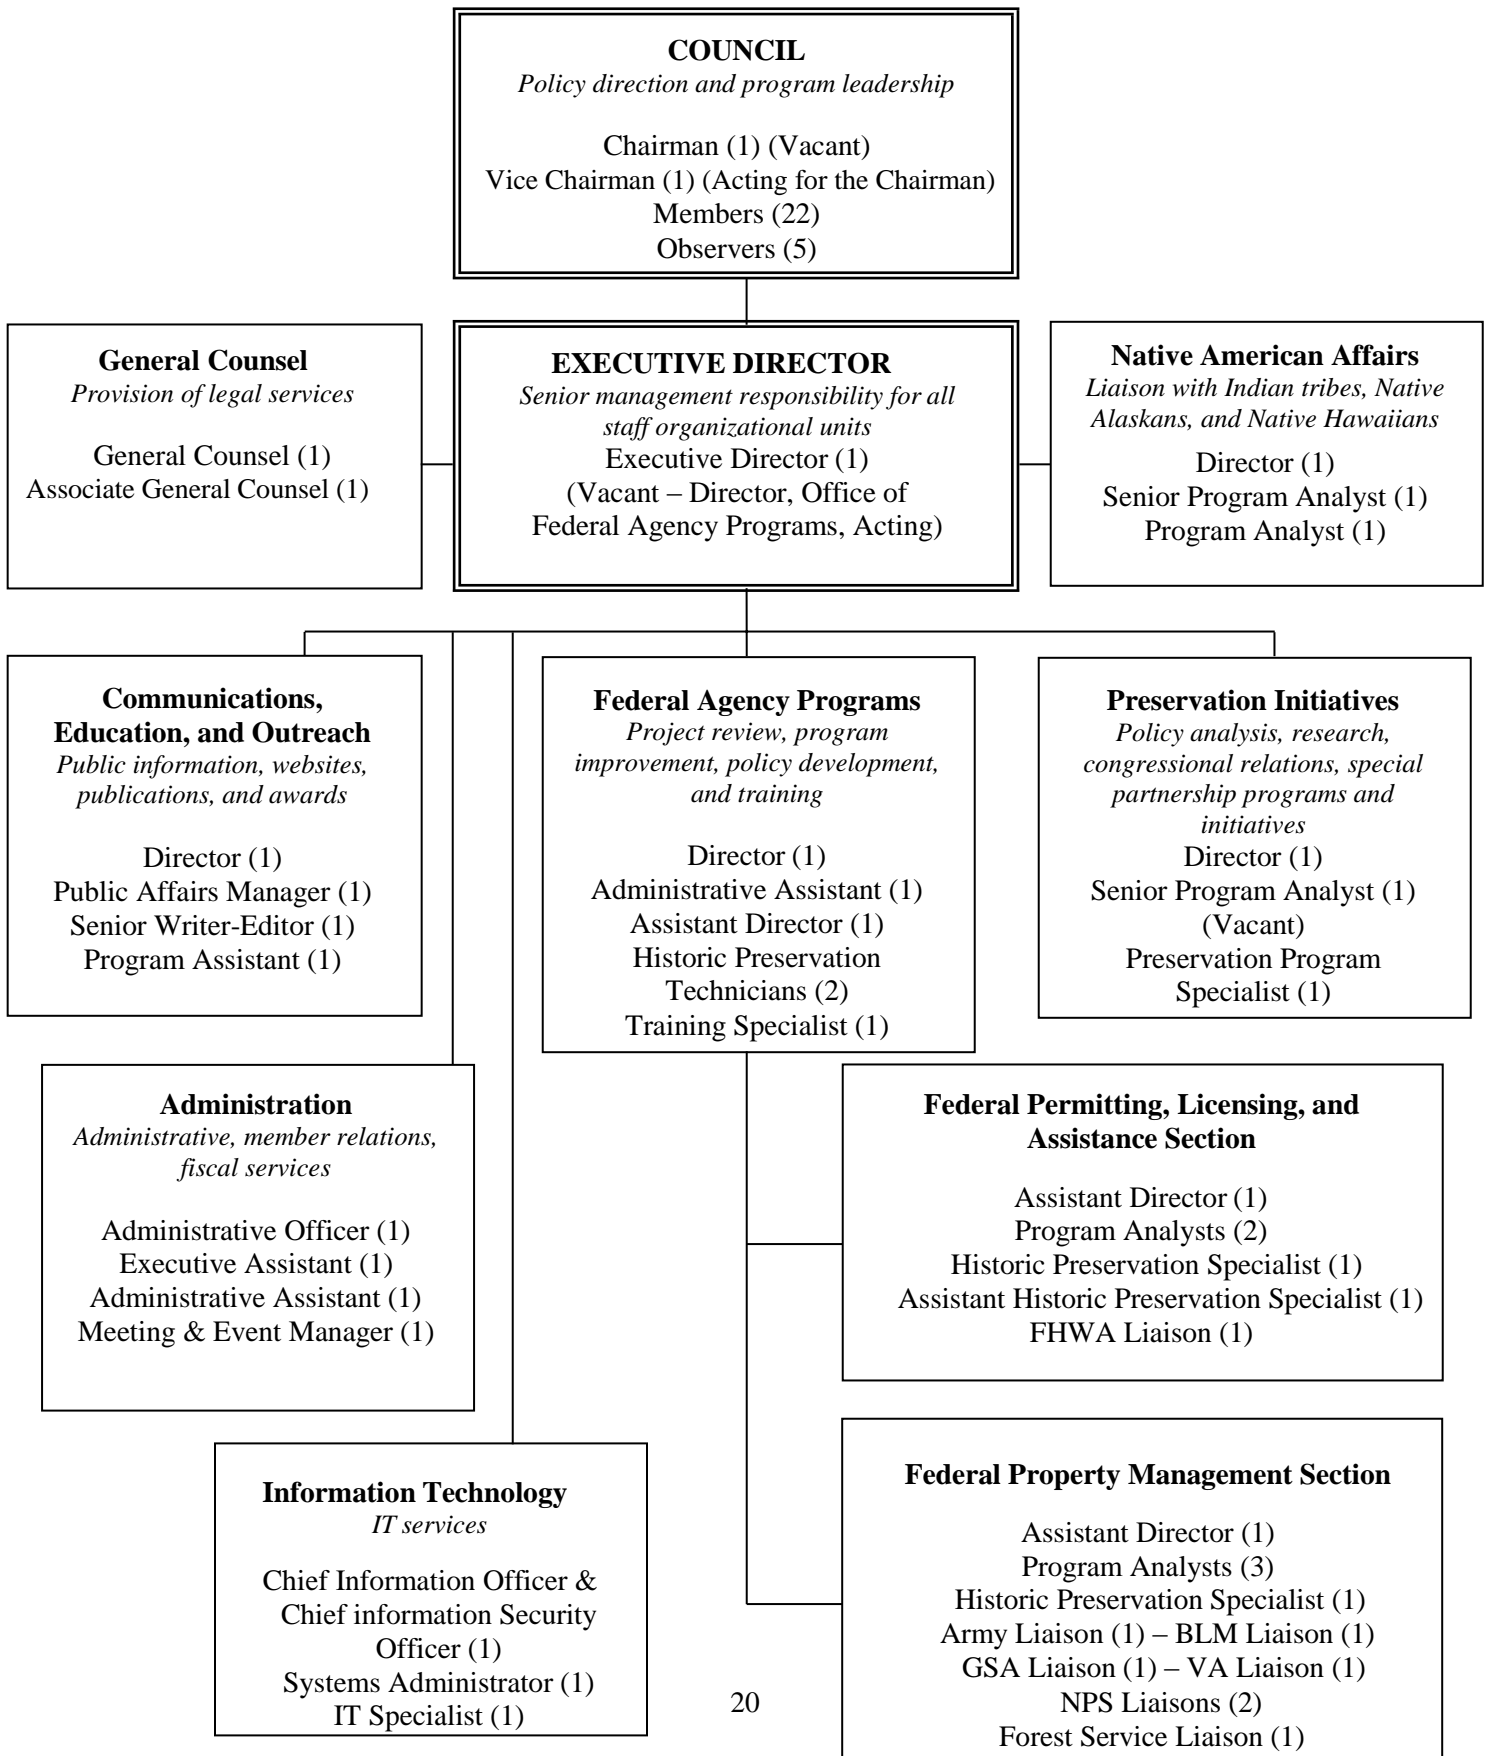 COUNCIL
Policy direction and program leadership
Chairman (1) (Vacant)
Vice Chairman (1) (Acting for the Chairman)
Members (22)
Observers (5)
General Counsel
Provision of legal services
General Counsel (1)
Associate General Counsel (1)
EXECUTIVE DIRECTOR
Senior management responsibility for all
staff organizational units
Executive Director (1)
(Vacant – Director, Office of
Federal Agency Programs, Acting)
Native American Affairs
Liaison with Indian tribes, Native
Alaskans, and Native Hawaiians
Director (1)
Senior Program Analyst (1)
Program Analyst (1)
Communications,
Education, and Outreach
Public information, websites,
publications, and awards
Director (1)
Public Affairs Manager (1)
Senior Writer-Editor (1)
Program Assistant (1)
Federal Agency Programs
Project review, program
improvement, policy development,
and training
Director (1)
Administrative Assistant (1)
Assistant Director (1)
Historic Preservation
Technicians (2)
Training Specialist (1)
Preservation Initiatives
Policy analysis, research,
congressional relations, special
partnership programs and
initiatives
Director (1)
Senior Program Analyst (1)
(Vacant)
Preservation Program
Specialist (1)
Administration
Administrative, member relations,
fiscal services
Administrative Officer (1)
Executive Assistant (1)
Administrative Assistant (1)
Meeting & Event Manager (1)
Federal Permitting, Licensing, and
Assistance Section
Assistant Director (1)
Program Analysts (2)
Historic Preservation Specialist (1)
Assistant Historic Preservation Specialist (1)
FHWA Liaison (1)
Information Technology
IT services
Chief Information Officer &
Chief information Security
Officer (1)
Systems Administrator (1)
IT Specialist (1)
Federal Property Management Section
Assistant Director (1)
Program Analysts (3)
Historic Preservation Specialist (1)
Army Liaison (1) – BLM Liaison (1)
GSA Liaison (1) – VA Liaison (1)
NPS Liaisons (2)
Forest Service Liaison (1)
20